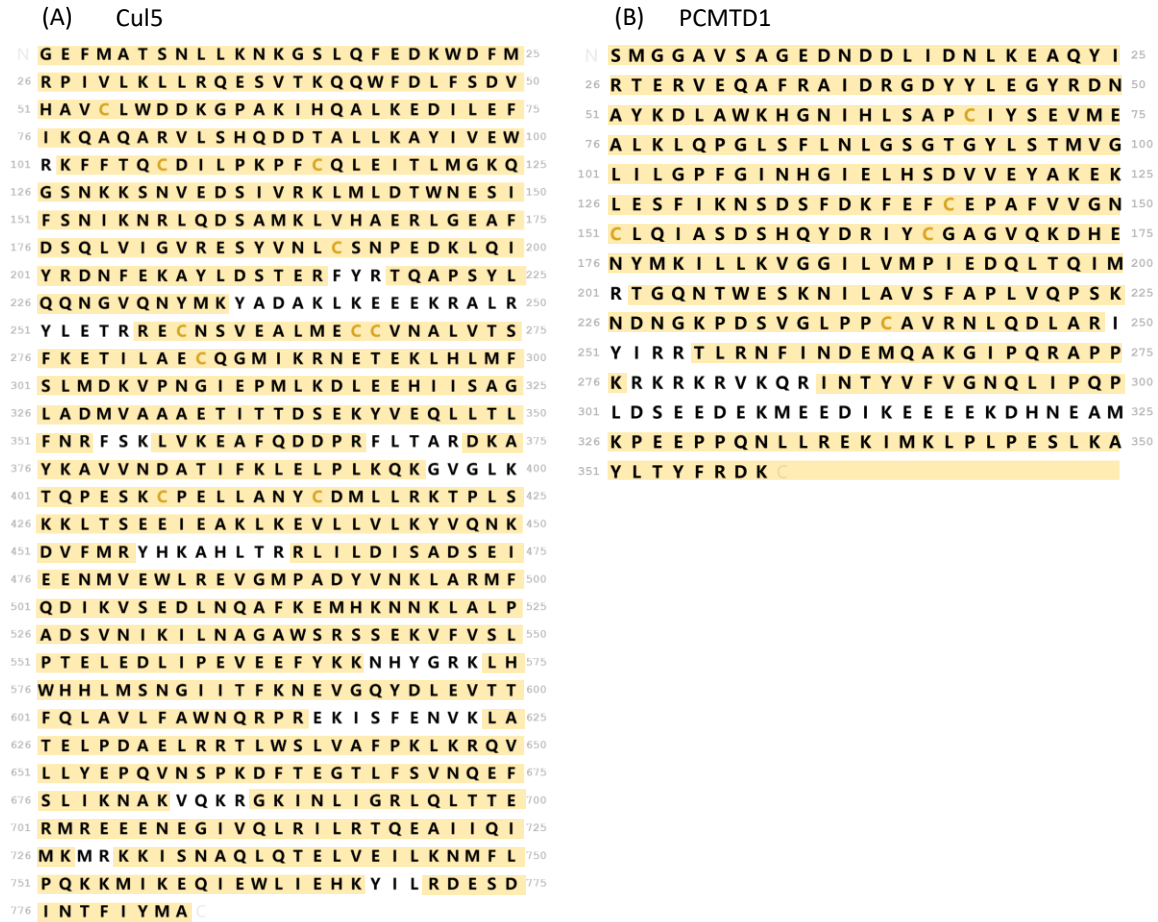 (A) Cul5
N G E F M A T S N L L K N K G S L Q F E D K W D F M 25
26 R P I V L K L L R Q E S V T K Q Q W F D L F S D V 50
51 H A V C L W D D K G P A K I H Q A L K E D I L E F 75
76 I K Q A Q A R V L S H Q D D T A L L K A Y I V E W 100
101 R K F F T Q C D I L P K P F C Q L E I T L M G K Q 125
126 G S N K K S N V E D S I V R K L M L D T W N E S I 150
151 F S N I K N R L Q D S A M K L V H A E R L G E A F 175
176 D S Q L V I G V R E S Y V N L C S N P E D K L Q I 200
201 Y R D N F E K A Y L D S T E R F Y R T Q A P S Y L 225
226 Q Q N G V Q N Y M K Y A D A K L K E E E K R A L R 250
251 Y L E T R R E C N S V E A L M E C C V N A L V T S 275
276 F K E T I L A E C Q G M I K R N E T E K L H L M F 300
301 S L M D K V P N G I E P M L K D L E E H I I S A G 325
326 L A D M V A A A E T I T T D S E K Y V E Q L L T L 350
351 F N R F S K L V K E A F Q D D P R F L T A R D K A 375
376 Y K A V V N D A T I F K L E L P L K Q K G V G L K 400
401 T Q P E S K C P E L L A N Y C D M L L R K T P L S 425
426 K K L T S E E I E A K L K E V L L V L K Y V Q N K 450
451 D V F M R Y H K A H L T R R L I L D I S A D S E I 475
476 E E N M V E W L R E V G M P A D Y V N K L A R M F 500
501 Q D I K V S E D L N Q A F K E M H K N N K L A L P 525
526 A D S V N I K I L N A G A W S R S S E K V F V S L 550
551 P T E L E D L I P E V E E F Y K K N H Y G R K L H 575
576 W H H L M S N G I I T F K N E V G Q Y D L E V T T 600
601 F Q L A V L F A W N Q R P R E K I S F E N V K L A 625
626 T E L P D A E L R R T L W S L V A F P K L K R Q V 650
651 L L Y E P Q V N S P K D F T E G T L F S V N Q E F 675
676 S L I K N A K V Q K R G K I N L I G R L Q L T T E 700
701 R M R E E E N E G I V Q L R I L R T Q E A I I Q I 725
726 M K M R K K I S N A Q L Q T E L V E I L K N M F L 750
751 P Q K K M I K E Q I E W L I E H K Y I L R D E S D 775
776 I N T F I Y M A C
(B) PCMTD1
N S M G G A V S A G E D N D D L I D N L K E A Q Y I 25
26 R T E R V E Q A F R A I D R G D Y Y L E G Y R D N 50
51 A Y K D L A W K H G N I H L S A P C I Y S E V M E 75
76 A L K L Q P G L S F L N L G S G T G Y L S T M V G 100
101 L I L G P F G I N H G I E L H S D V V E Y A K E K 125
126 L E S F I K N S D S F D K F E F C E P A F V V G N 150
151 C L Q I A S D S H Q Y D R I Y C G A G V Q K D H E 175
176 N Y M K I L L K V G G I L V M P I E D Q L T Q I M 200
201 R T G Q N T W E S K N I L A V S F A P L V Q P S K 225
226 N D N G K P D S V G L P P C A V R N L Q D L A R I 250
251 Y I R R T L R N F I N D E M Q A K G I P Q R A P P 275
276 K R K R K R V K Q R I N T Y V F V G N Q L I P Q P 300
301 L D S E E D E K M E E D I K E E E E K D H N E A M 325
326 K P E E P P Q N L L R E K I M K L P L P E S L K A 350
351 Y L T Y F R D K C